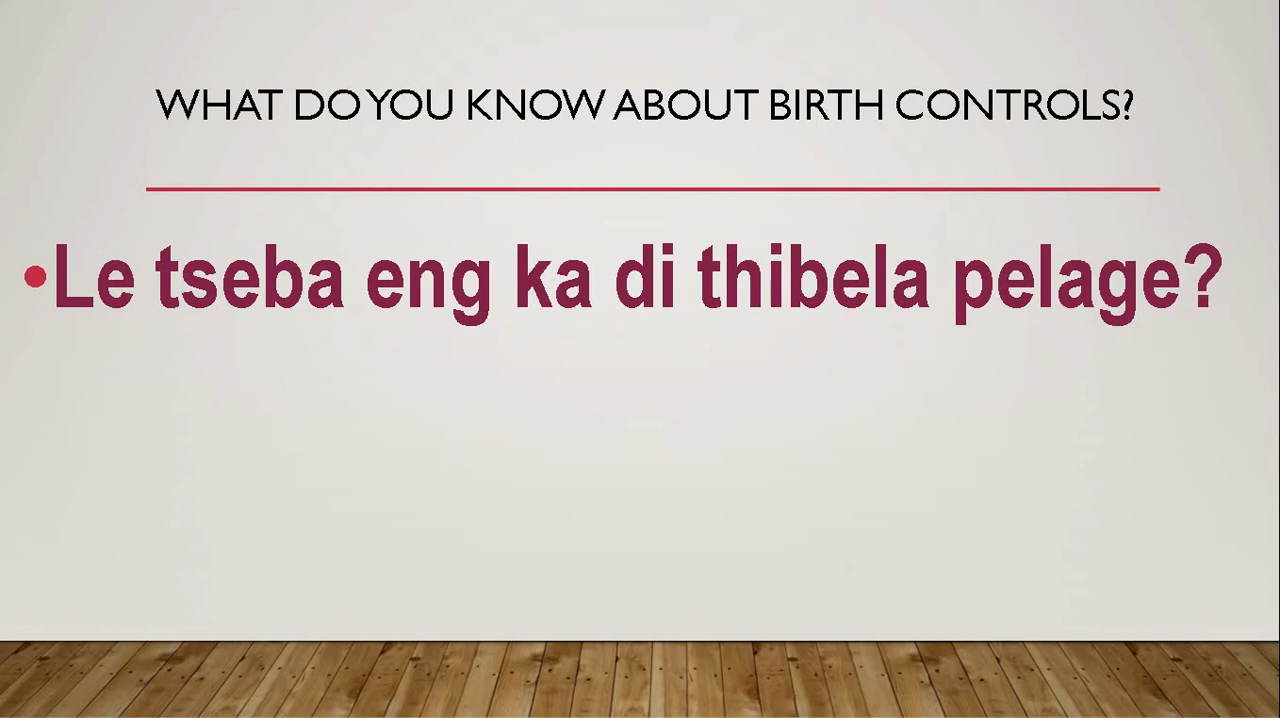 WHAT DO YOU KNOW ABOUT BIRTH CONTROLS?
•Le tseba eng ka di thibela pelage?